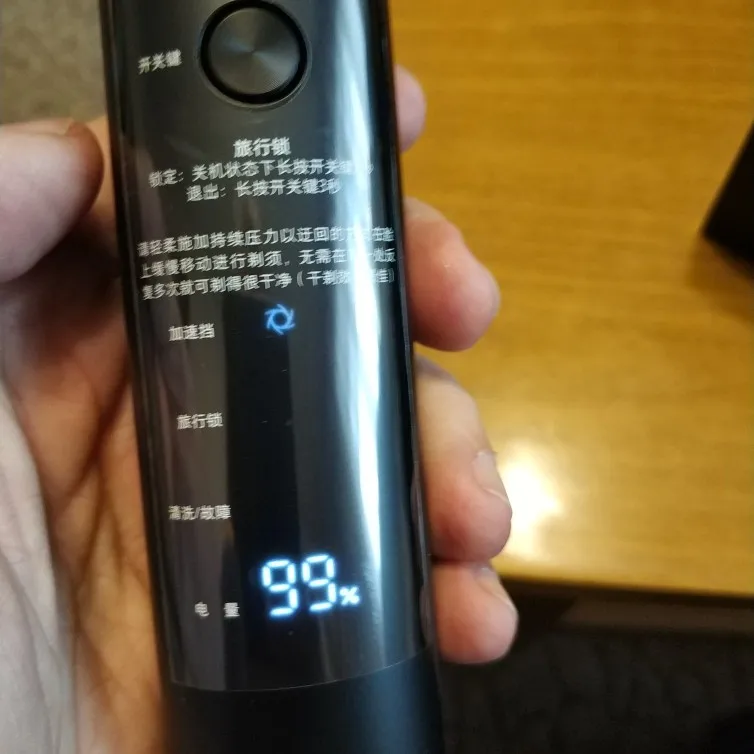 开关键
旅行锁
锁定：关机状态下长按开关
退出：长按开关键3秒
请轻柔施加持续压力以迂回的方式在脸
上缓慢移动进行剃须，无需在
复多次就可剃得很干净（干剃
加速挡
旅行锁
清洗/故障
电 量
99%